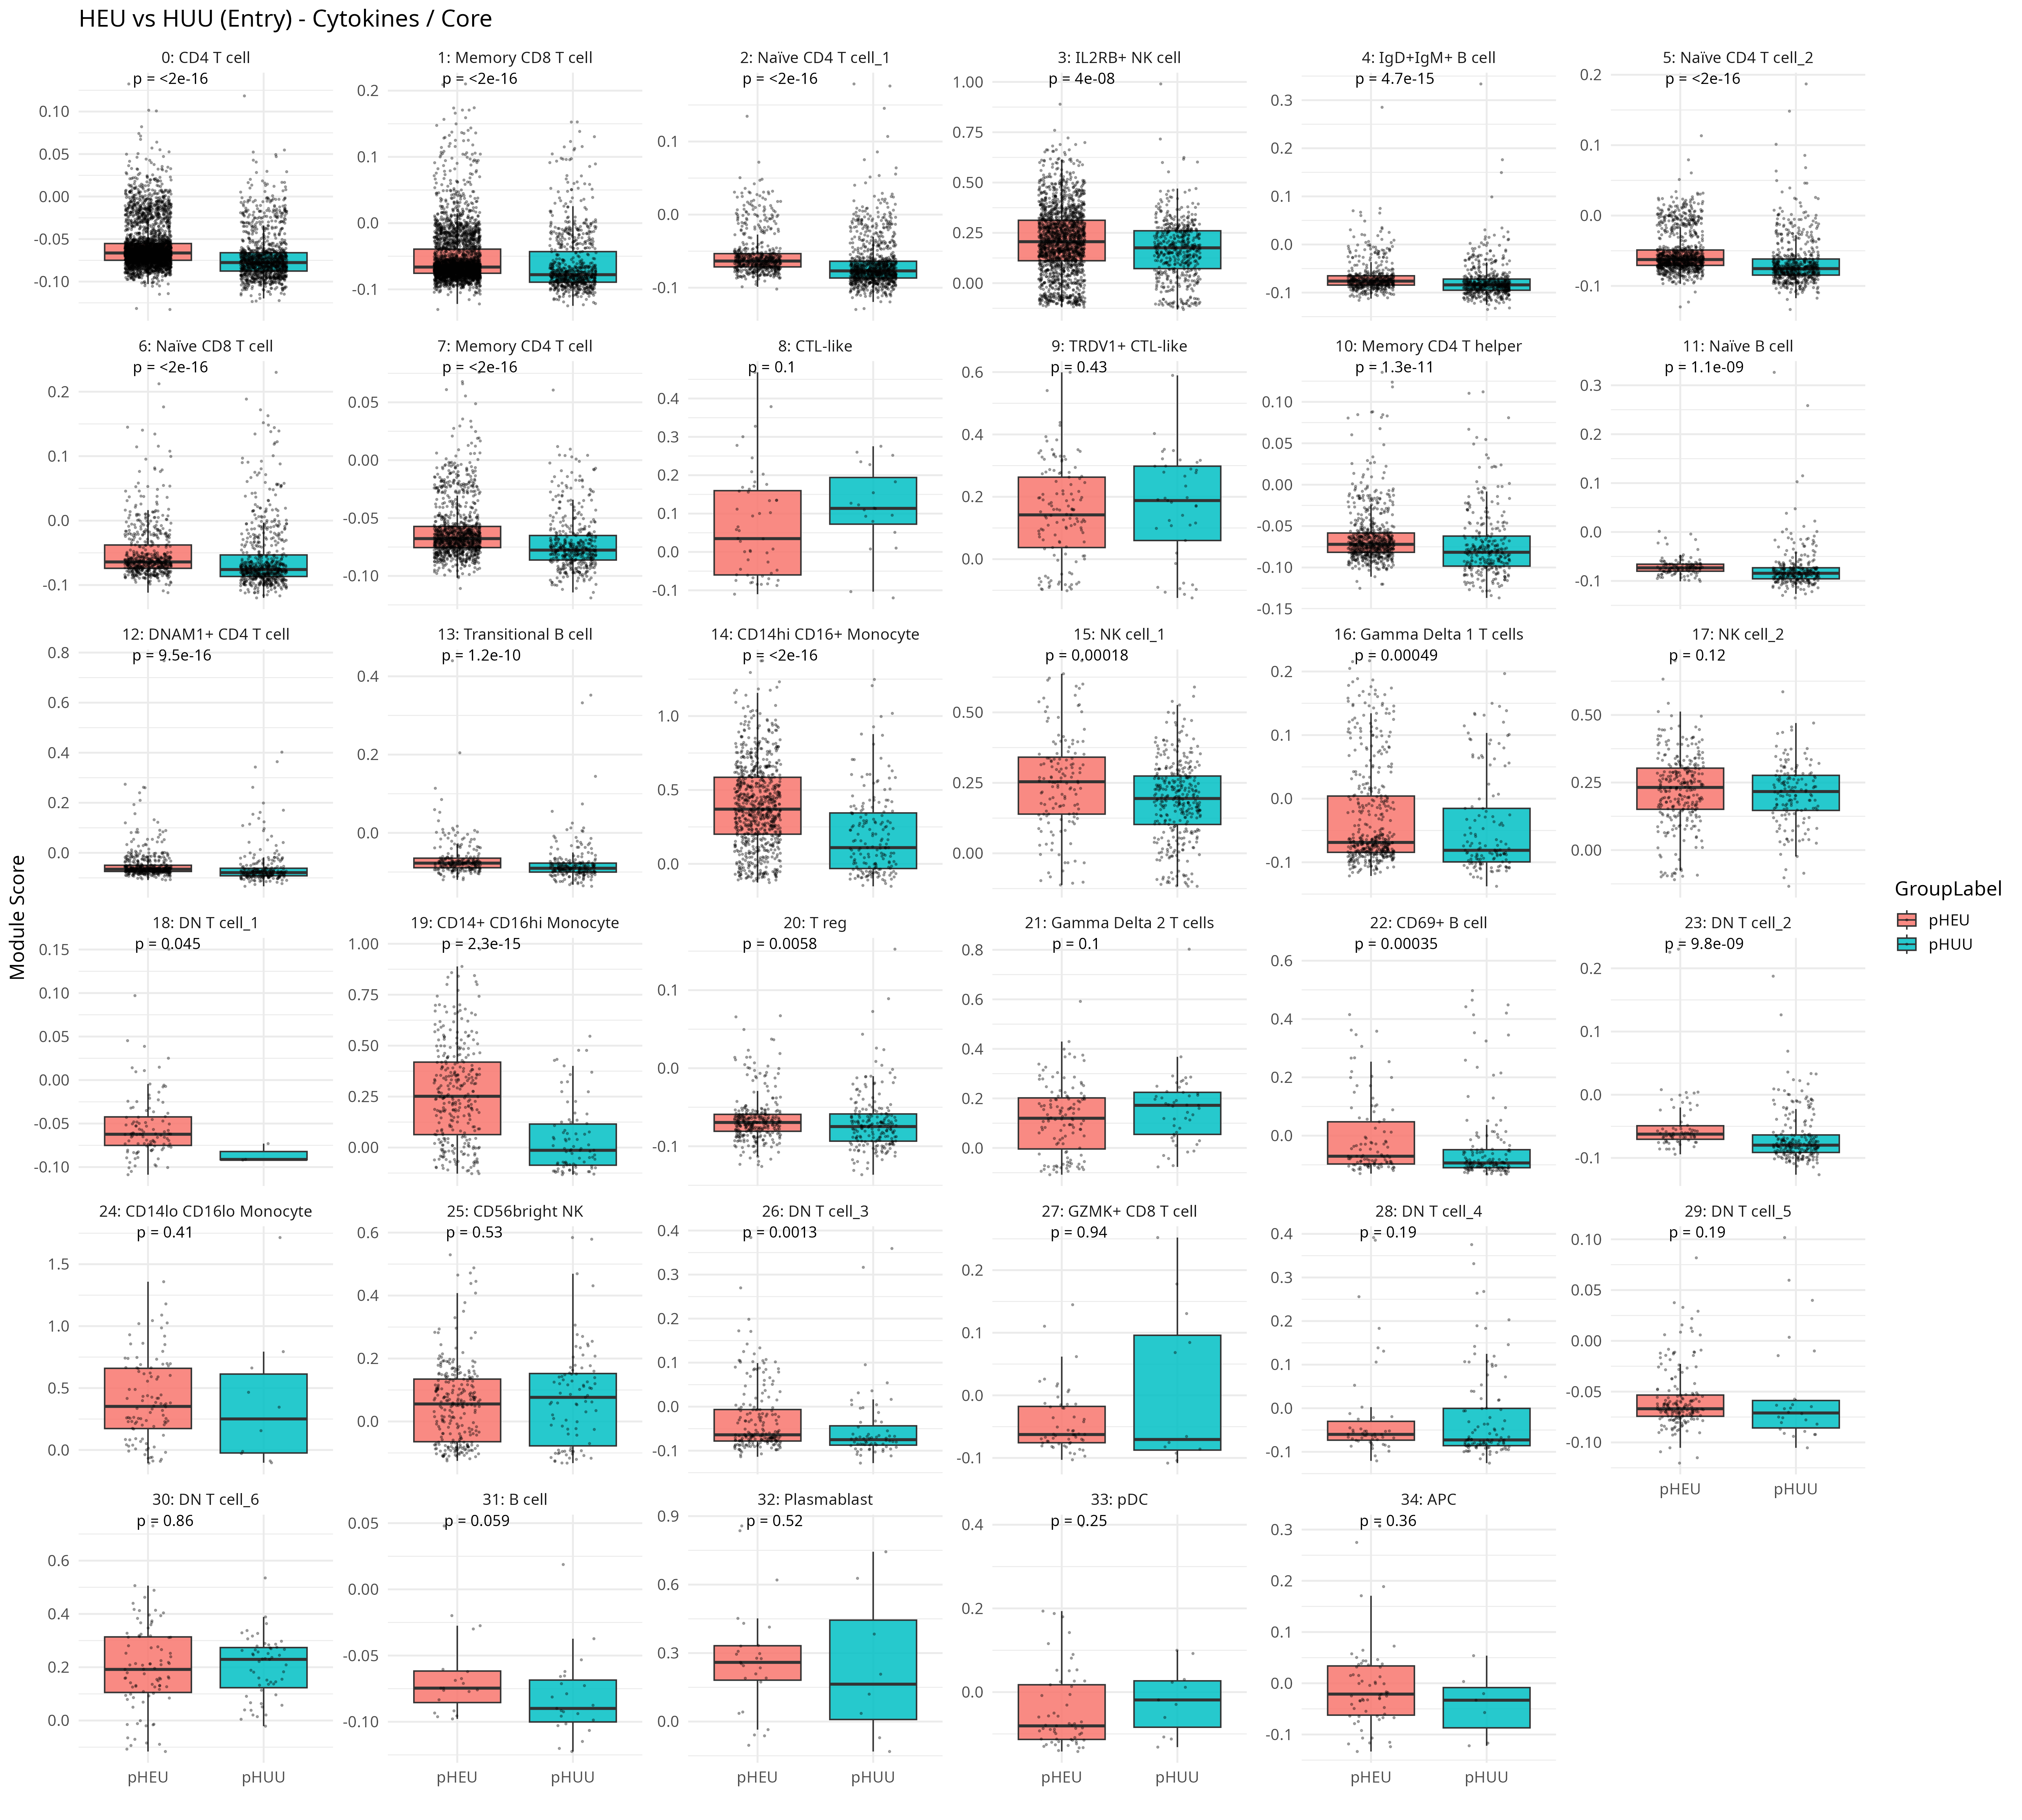 HEU vs HUU (Entry) - Cytokines / Core
0: CD4 T cell
p = <2e-16
0.10
0.05
0.00
-0.05
-0.10
1: Memory CD8 T cell
p = <2e-16
0.2
0.1
0.0
-0.1
2: Naïve CD4 T cell_1
p = <2e-16
0.1
0.0
-0.1
3: IL2RB+ NK cell
p = 4e-08
1.00
0.75
0.50
0.25
0.00
4: IgD+IgM+ B cell
p = 4.7e-15
0.3
0.2
0.1
0.0
-0.1
5: Naïve CD4 T cell_2
p = <2e-16
0.2
0.1
0.0
-0.1
6: Naïve CD8 T cell
p = <2e-16
0.2
0.1
0.0
-0.1
7: Memory CD4 T cell
p = <2e-16
0.05
0.00
-0.05
-0.10
8: CTL-like
p = 0.1
0.4
0.3
0.2
0.1
0.0
-0.1
9: TRDV1+ CTL-like
p = 0.43
0.6
0.4
0.2
0.0
10: Memory CD4 T helper
p = 1.3e-11
0.10
0.05
0.00
-0.05
-0.10
-0.15
11: Naïve B cell
p = 1.1e-09
0.3
0.2
0.1
0.0
-0.1
12: DNAM1+ CD4 T cell
p = 9.5e-16
0.8
0.6
0.4
0.2
0.0
13: Transitional B cell
p = 1.2e-10
0.4
0.2
0.0
14: CD14hi CD16+ Monocyte
p = <2e-16
1.0
0.5
0.0
15: NK cell_1
p = 0.00018
0.50
0.25
0.00
16: Gamma Delta 1 T cells
p = 0.00049
0.2
0.1
0.0
-0.1
17: NK cell_2
p = 0.12
0.50
0.25
0.00
Module Score
GroupLabel
pHEU
pHUU
18: DN T cell_1
p = 0.045
0.15
0.10
0.05
0.00
-0.05
-0.10
19: CD14+ CD16hi Monocyte
p = 2.3e-15
1.00
0.75
0.50
0.25
0.00
20: T reg
p = 0.0058
0.1
0.0
-0.1
21: Gamma Delta 2 T cells
p = 0.1
0.8
0.6
0.4
0.2
0.0
22: CD69+ B cell
p = 0.00035
0.6
0.4
0.2
0.0
23: DN T cell_2
p = 9.8e-09
0.2
0.1
0.0
-0.1
24: CD14lo CD16lo Monocyte
p = 0.41
1.5
1.0
0.5
0.0
25: CD56bright NK
p = 0.53
0.6
0.4
0.2
0.0
26: DN T cell_3
p = 0.0013
0.4
0.3
0.2
0.1
0.0
-0.1
27: GZMK+ CD8 T cell
p = 0.94
0.2
0.1
0.0
-0.1
28: DN T cell_4
p = 0.19
0.4
0.3
0.2
0.1
0.0
-0.1
29: DN T cell_5
p = 0.19
0.10
0.05
0.00
-0.05
-0.10
pHEU pHUU
30: DN T cell_6
p = 0.86
0.6
0.4
0.2
0.0
pHEU pHUU
31: B cell
p = 0.059
0.05
0.00
-0.05
-0.10
pHEU pHUU
32: Plasmablast
p = 0.52
0.9
0.6
0.3
0.0
pHEU pHUU
33: pDC
p = 0.25
0.4
0.2
0.0
pHEU pHUU
34: APC
p = 0.36
0.3
0.2
0.1
0.0
-0.1
pHEU pHUU